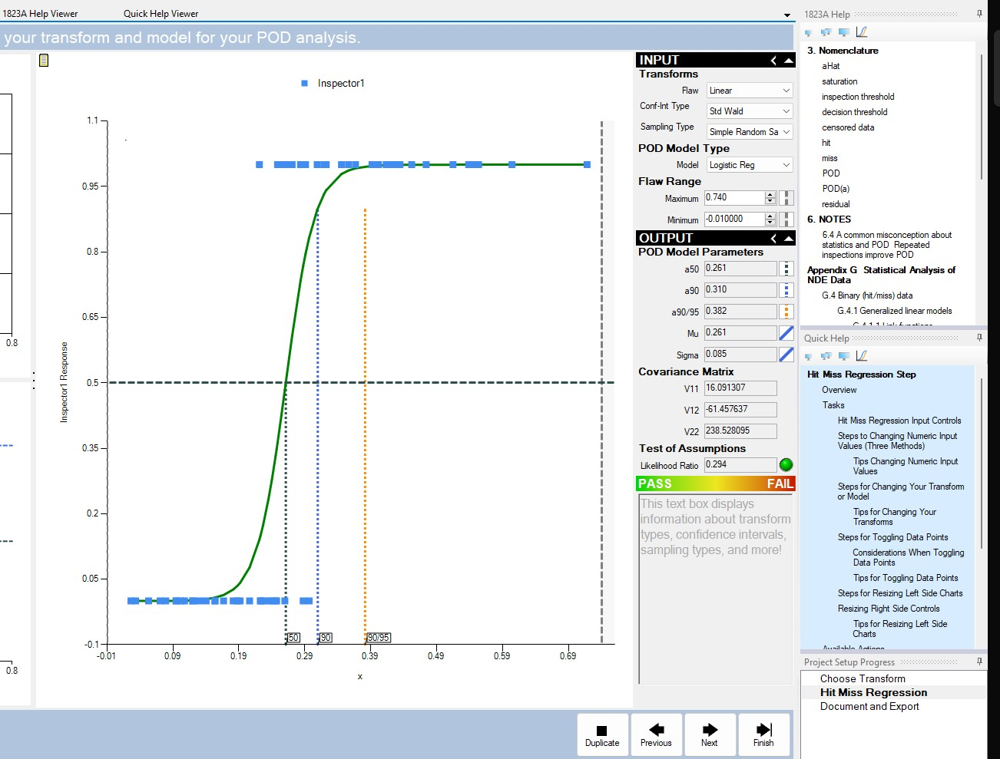 1823A Help Viewer
Quick Help Viewer
your transform and model for your POD analysis.
0.8
0.8
Inspector1
1.1
0.95
0.8
0.65
0.5
0.35
0.2
0.05
-0.1
Inspector1 Response
50
90
90/95
-0.01
0.09
0.19
0.29
0.39
0.49
0.59
0.69
x
INPUT
Transforms
Flaw Linear
Conf-Int Type Std Wald
Sampling Type Simple Random Sa
POD Model Type
Model Logistic Reg
Flaw Range
Maximum 0.740
Minimum -0.010000
OUTPUT
POD Model Parameters
a50 0.261
a90 0.310
a90/95 0.382
Mu 0.261
Sigma 0.085
Covariance Matrix
V11 16.091307
V12 -61.457637
V22 238.528095
Test of Assumptions
Likelihood Ratio 0.294
PASS FAIL
This text box displays
information about transform
types, confidence intervals,
sampling types, and more!
Duplicate
Previous
Next
Finish
1823A Help
3. Nomenclature
aHat
saturation
inspection threshold
decision threshold
censored data
hit
miss
POD
POD(a)
residual
6. NOTES
6.4 A common misconception about
statistics and POD Repeated
inspections improve POD
Appendix G Statistical Analysis of
NDE Data
G.4 Binary (hit/miss) data
G.4.1 Generalized linear models
Quick Help
Hit Miss Regression Step
Overview
Tasks
Hit Miss Regression Input Controls
Steps to Changing Numeric Input
Values (Three Methods)
Tips Changing Numeric Input
Values
Steps for Changing Your Transform
or Model
Tips for Changing Your
Transforms
Steps for Toggling Data Points
Considerations When Toggling
Data Points
Tips for Toggling Data Points
Steps for Resizing Left Side Charts
Resizing Right Side Controls
Tips for Resizing Left Side
Charts
Available Actions
Project Setup Progress
Choose Transform
Hit Miss Regression
Document and Export